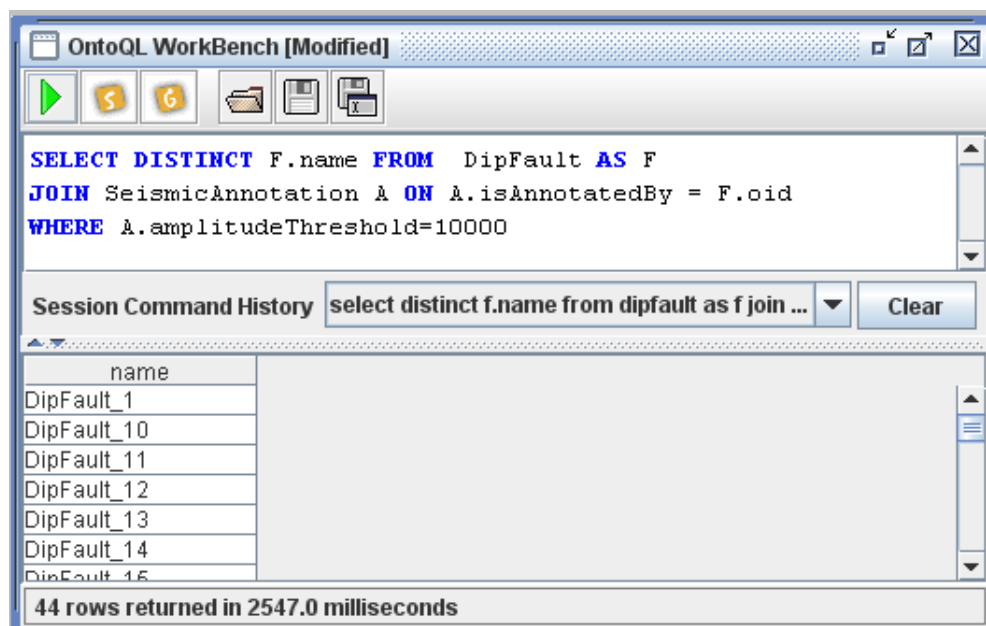 OntoQL WorkBench [Modified]
S G x
SELECT DISTINCT F.name FROM DipFault AS F
JOIN SeismicAnnotation A ON A.isAnnotatedBy = F.oid
WHERE A.amplitudeThreshold=10000
Session Command History select distinct f.name from dipfault as f join ... Clear
name
DipFault_1
DipFault_10
DipFault_11
DipFault_12
DipFault_13
DipFault_14
44 rows returned in 2547.0 milliseconds